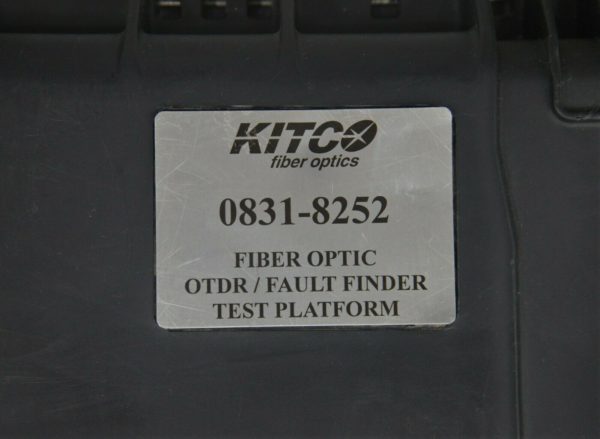 KITCO
fiber optics
0831-8252
FIBER OPTIC
OTDR / FAULT FINDER
TEST PLATFORM